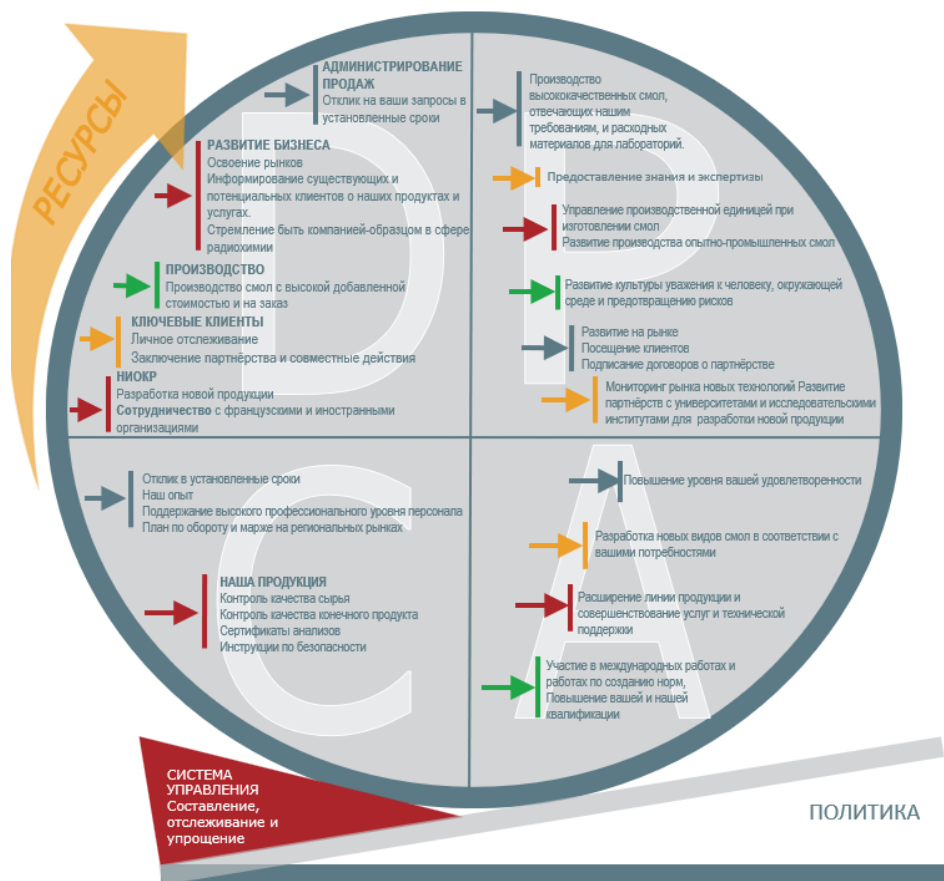 РЕСУРСЫ
D
АДМИНИСТРИРОВАНИЕ
ПРОДАЖ
Отклик на ваши запросы в
установленные сроки
РАЗВИТИЕ БИЗНЕСА
Освоение рынков
Информирование существующих и
потенциальных клиентов о наших продуктах и
услугах.
Стремление быть компанией-образцом в сфере
радиохимии
ПРОИЗВОДСТВО
Производство смол с высокой добавленной
стоимостью и на заказ
КЛЮЧЕВЫЕ КЛИЕНТЫ
Личное отслеживание
Заключение партнёрства и совместные действия
НИОКР
Разработка новой продукции
Сотрудничество с французскими и иностранными
организациями
P
Производство
высококачественных смол,
отвечающих нашим
требованиям, и расходных
материалов для лабораторий.
Предоставление знания и экспертизы
Управление производственной единицей при
изготовлении смол
Развитие производства опытно-промышленных смол
Развитие культуры уважения к человеку, окружающей
среде и предотвращению рисков
Развитие на рынке
Посещение клиентов
Подписание договоров о партнёрстве
Мониторинг рынка новых технологий Развитие
партнёрств с университетами и исследовательскими
институтами для разработки новой продукции
C
Отклик в установленные сроки
Наш опыт
Поддержание высокого профессионального уровня персонала
План по обороту и марже на региональных рынках
НАША ПРОДУКЦИЯ
Контроль качества сырья
Контроль качества конечного продукта
Сертификаты анализов
Инструкции по безопасности
A
Повышение уровня вашей удовлетворенности
Разработка новых видов смол в соответствии с
вашими потребностями
Расширение линии продукции и
совершенствование услуг и технической
поддержки
Участие в международных работах и
работах по созданию норм,
Повышение вашей и нашей
квалификации
СИСТЕМА
УПРАВЛЕНИЯ
Составление,
отслеживание и
упрощение
ПОЛИТИКА